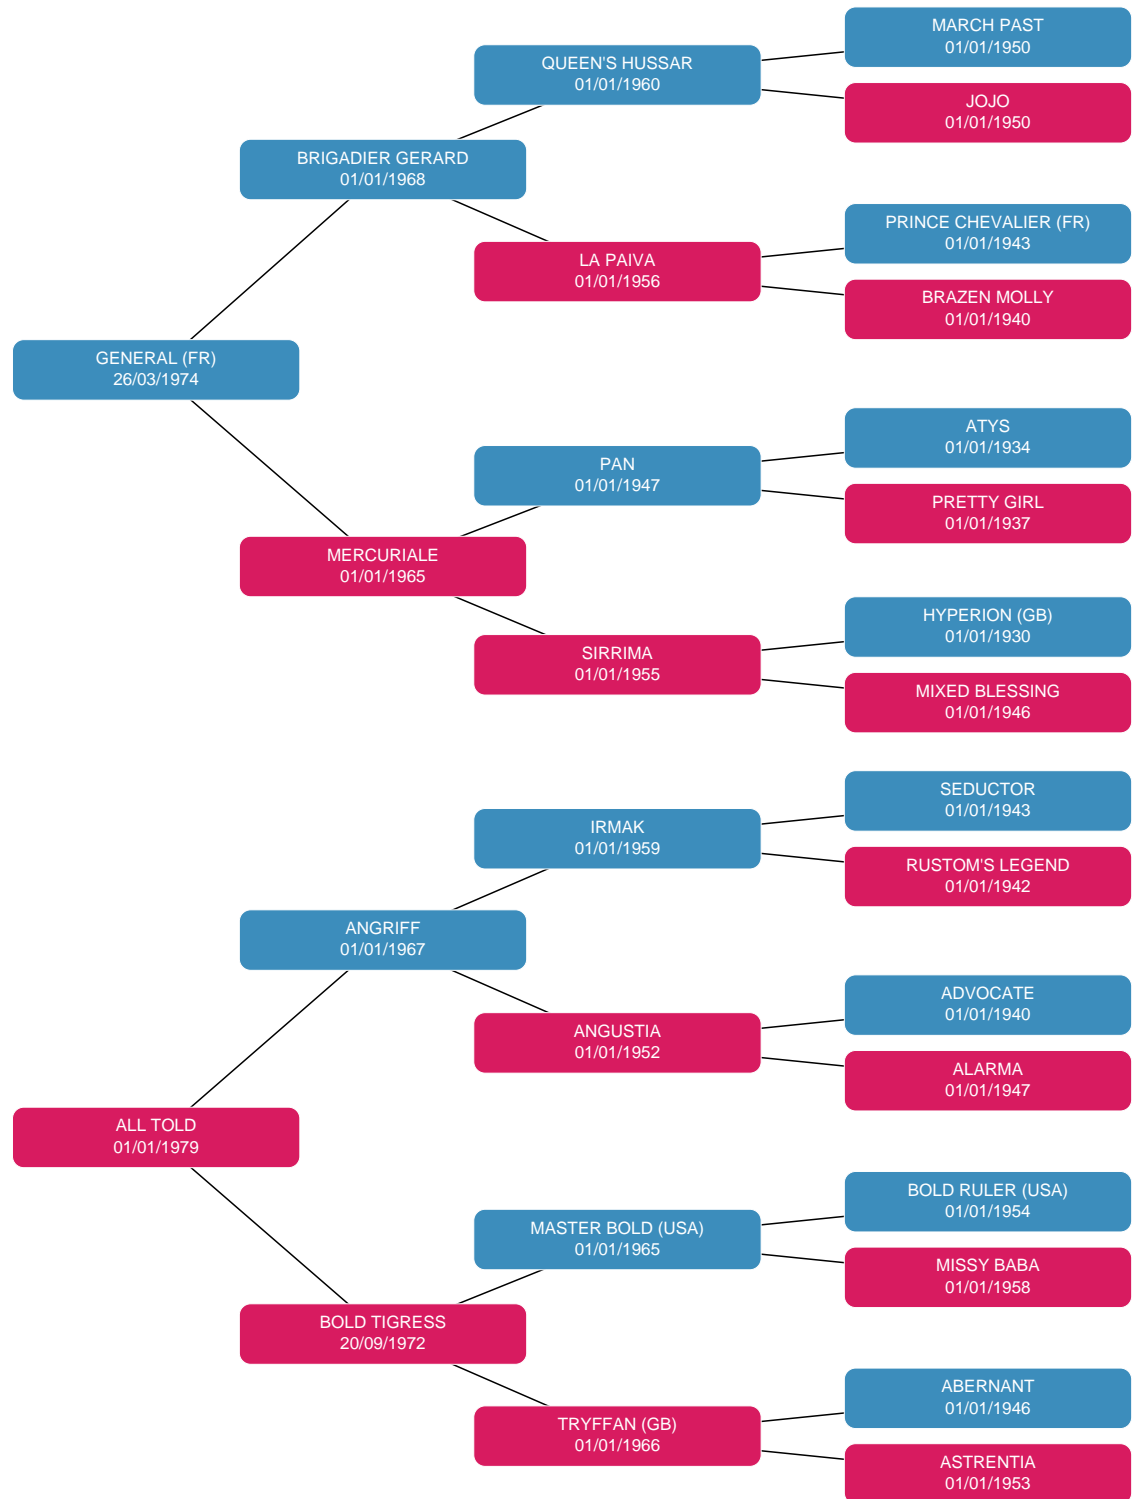 MARCH PAST
01/01/1950
QUEEN'S HUSSAR
01/01/1960
JOJO
01/01/1950
BRIGADIER GERARD
01/01/1968
PRINCE CHEVALIER (FR)
01/01/1943
LA PAIVA
01/01/1956
BRAZEN MOLLY
01/01/1940
GENERAL (FR)
26/03/1974
ATYS
01/01/1934
PAN
01/01/1947
PRETTY GIRL
01/01/1937
MERCURIALE
01/01/1965
HYPERION (GB)
01/01/1930
SIRRIMA
01/01/1955
MIXED BLESSING
01/01/1946
SEDUCTOR
01/01/1943
IRMAK
01/01/1959
RUSTOM'S LEGEND
01/01/1942
ANGRIFF
01/01/1967
ADVOCATE
01/01/1940
ANGUSTIA
01/01/1952
ALARMA
01/01/1947
ALL TOLD
01/01/1979
BOLD RULER (USA)
01/01/1954
MASTER BOLD (USA)
01/01/1965
MISSY BABA
01/01/1958
BOLD TIGRESS
20/09/1972
ABERNANT
01/01/1946
TRYFFAN (GB)
01/01/1966
ASTRENTIA
01/01/1953